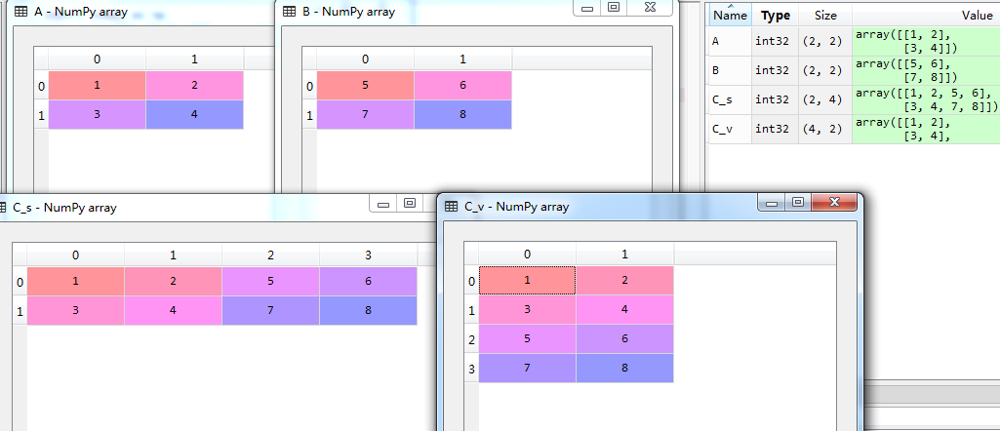 A - NumPy array
0 1
0 1 2
1 3 4
B - NumPy array
0 1
0 5 6
1 7 8
Name Type Size Value
A int32 (2, 2) array([[1, 2],
[3, 4]])
B int32 (2, 2) array([[5, 6],
[7, 8]])
C_s int32 (2, 4) array([[1, 2, 5, 6],
[3, 4, 7, 8]])
C_v int32 (4, 2) array([[1, 2],
[3, 4],
C_s - NumPy array
0 1 2 3
0 1 2 5 6
1 3 4 7 8
C_v - NumPy array
0 1
0 1 2
1 3 4
2 5 6
3 7 8